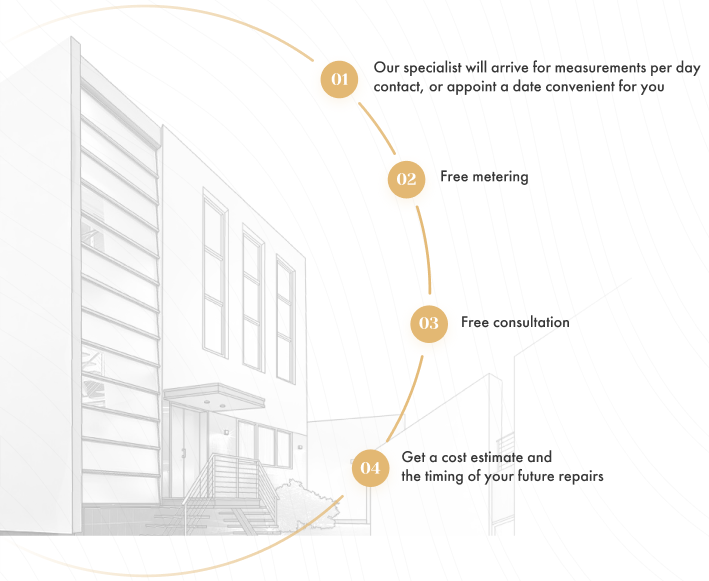 01
Our specialist will arrive for measurements per day
contact, or appoint a date convenient for you
02
Free metering
03
Free consultation
04
Get a cost estimate and
the timing of your future repairs